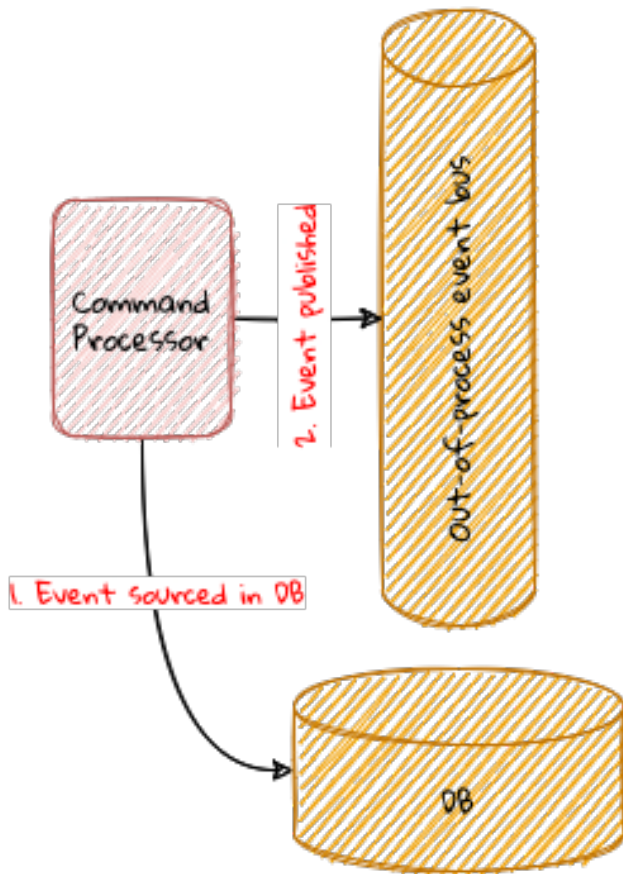 Command
Processor
2. Event published
out-of-process event bus
1. Event sourced in DB
DB